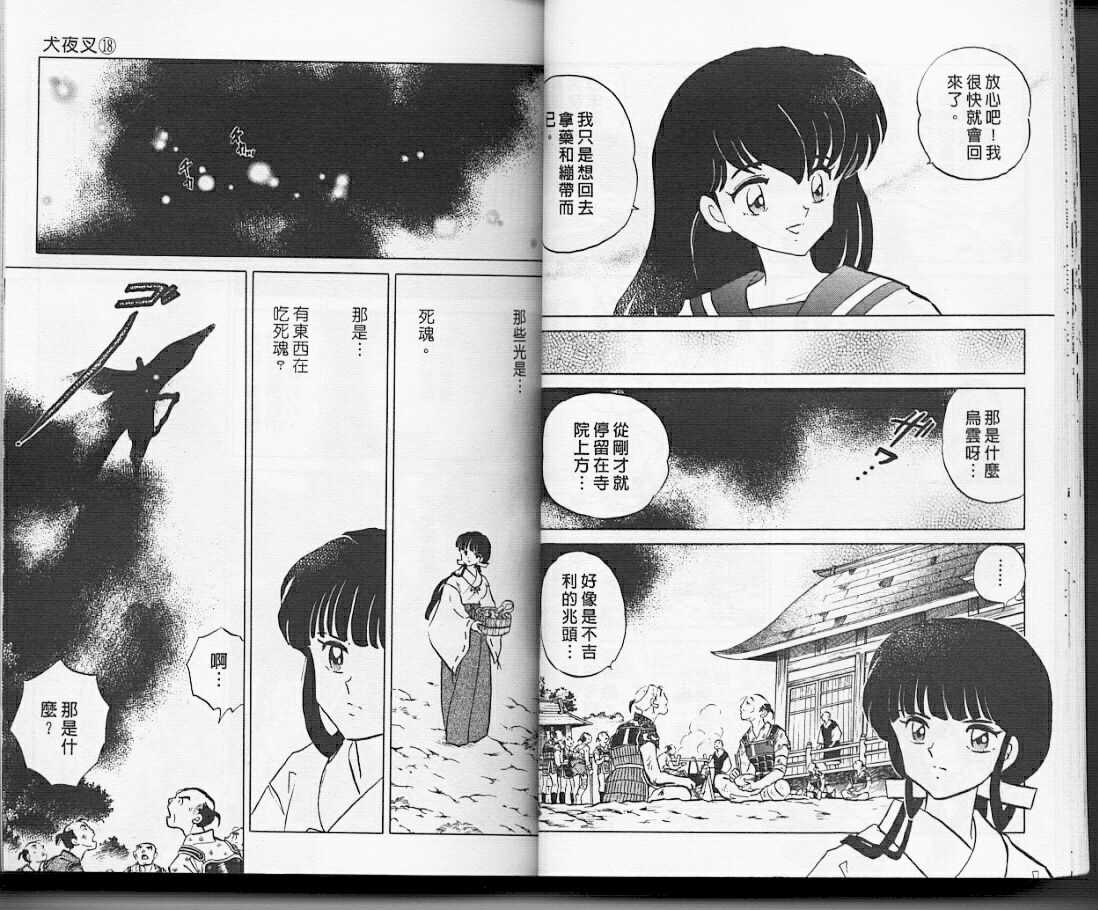 犬夜叉⑱
放心吧！我
很快就會回
來了。
我只是想回去
拿藥和繃帶而
已。
那是什麼
烏雲呀…
從剛才就
停留在寺
院上方…
……
好像是不吉
利的兆頭…
那些光是…
死魂。
那是…
有東西在
吃死魂？
啊…
那是什
麼？